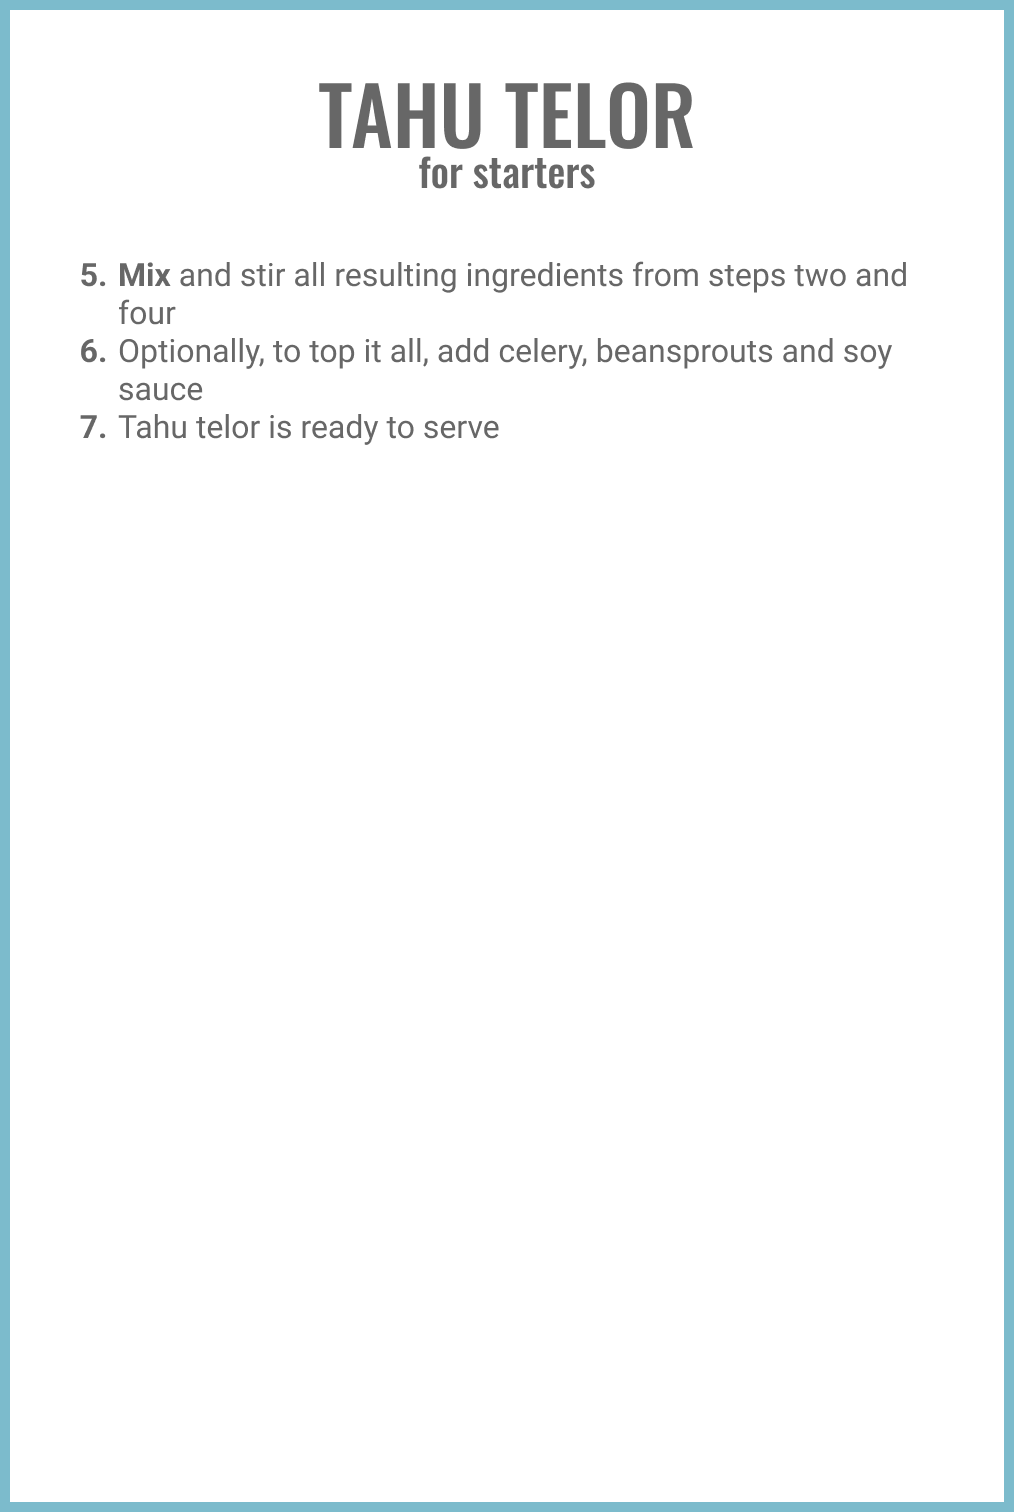 TAHU TELOR
for starters
5. Mix and stir all resulting ingredients from steps two and
four
6. Optionally, to top it all, add celery, beansprouts and soy
sauce
7. Tahu telor is ready to serve